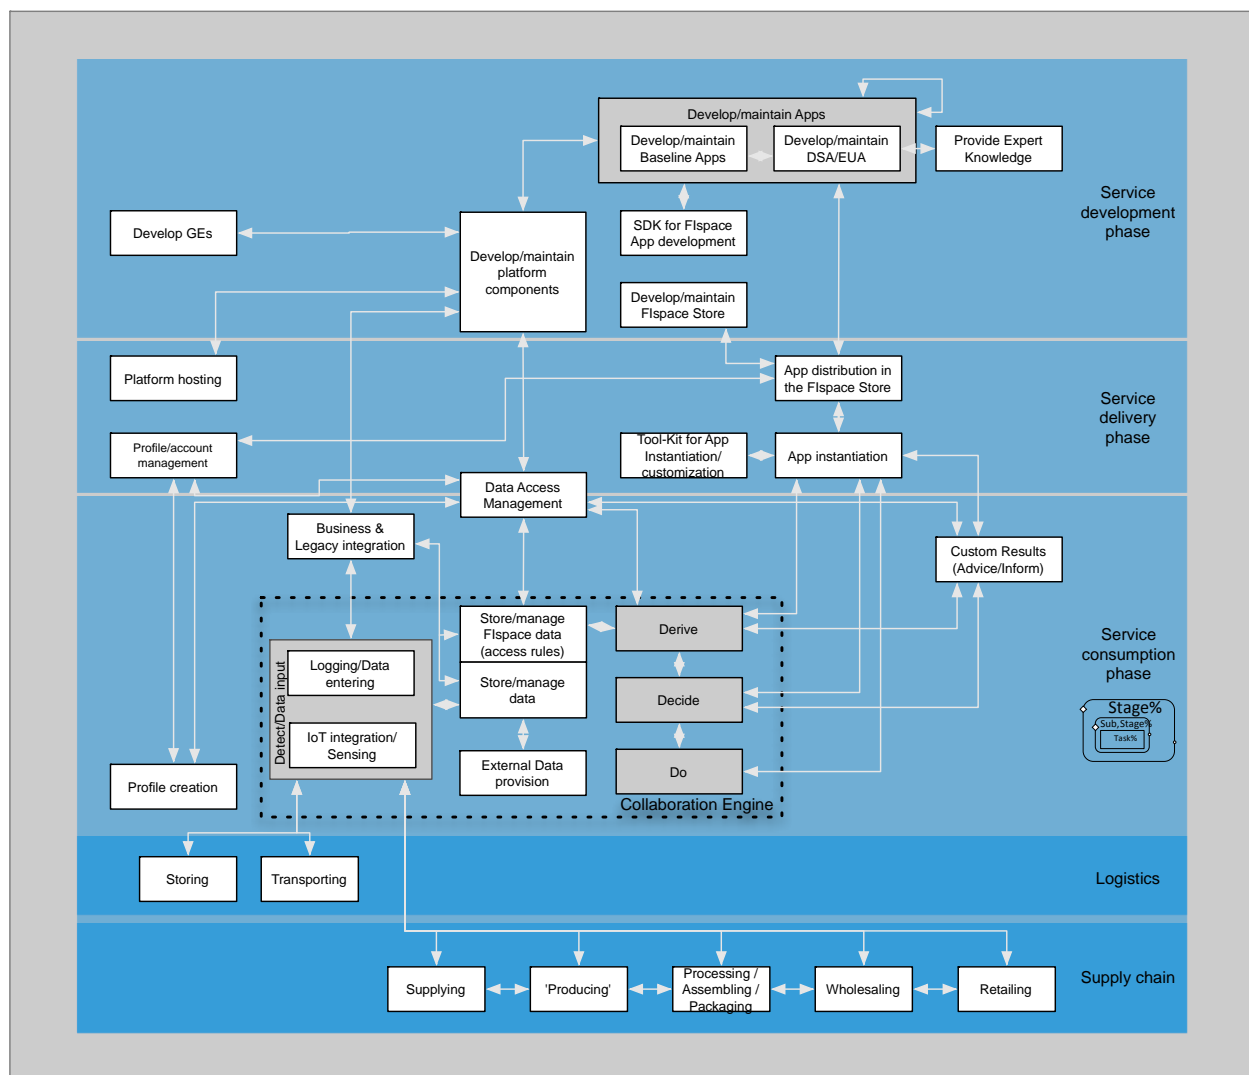 Develop/maintain Apps
Develop/maintain
Baseline Apps
Develop/maintain
DSA/EUA
Provide Expert
Knowledge
Service
development
phase
Develop GEs
Develop/maintain
platform
components
SDK for FIspace
App development
Develop/maintain
FIspace Store
Platform hosting
App distribution in
the FIspace Store
Service
delivery
phase
Profile/account
management
Tool-Kit for App
Instantiation/
customization
App instantiation
Data Access
Management
Business &
Legacy integration
Custom Results
(Advice/Inform)
Store/manage
FIspace data
(access rules)
Derive
Service
consumption
phase
Detect/Data input
Logging/Data
entering
Store/manage
data
Decide
Stage%
Sub,Stage%
Task%
IoT integration/
Sensing
External Data
provision
Do
Profile creation
Collaboration Engine
Storing
Transporting
Logistics
Supplying
'Producing'
Processing /
Assembling /
Packaging
Wholesaling
Retailing
Supply chain